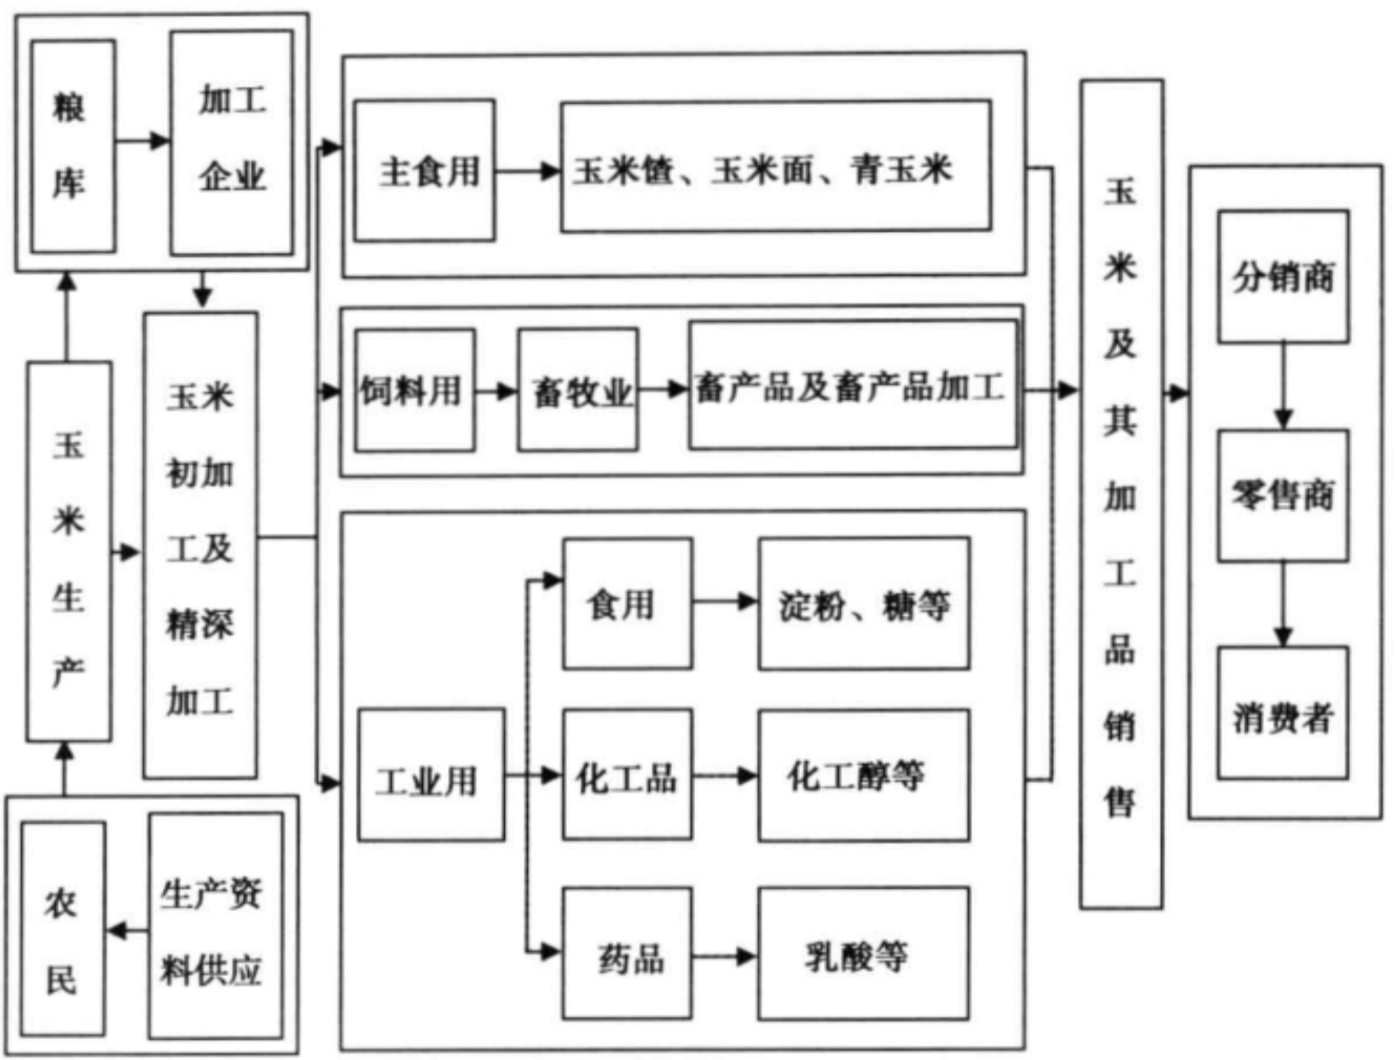 粮库
加工
企业
玉米生产
玉米
初加
工及
精深
加工
农民
生产资
料供应
主食用
玉米馇、玉米面、青玉米
饲料用
畜牧业
畜产品及畜产品加工
工业用
食用
淀粉、糖等
化工品
化工醇等
药品
乳酸等
玉米及其加工品销售
分销商
零售商
消费者